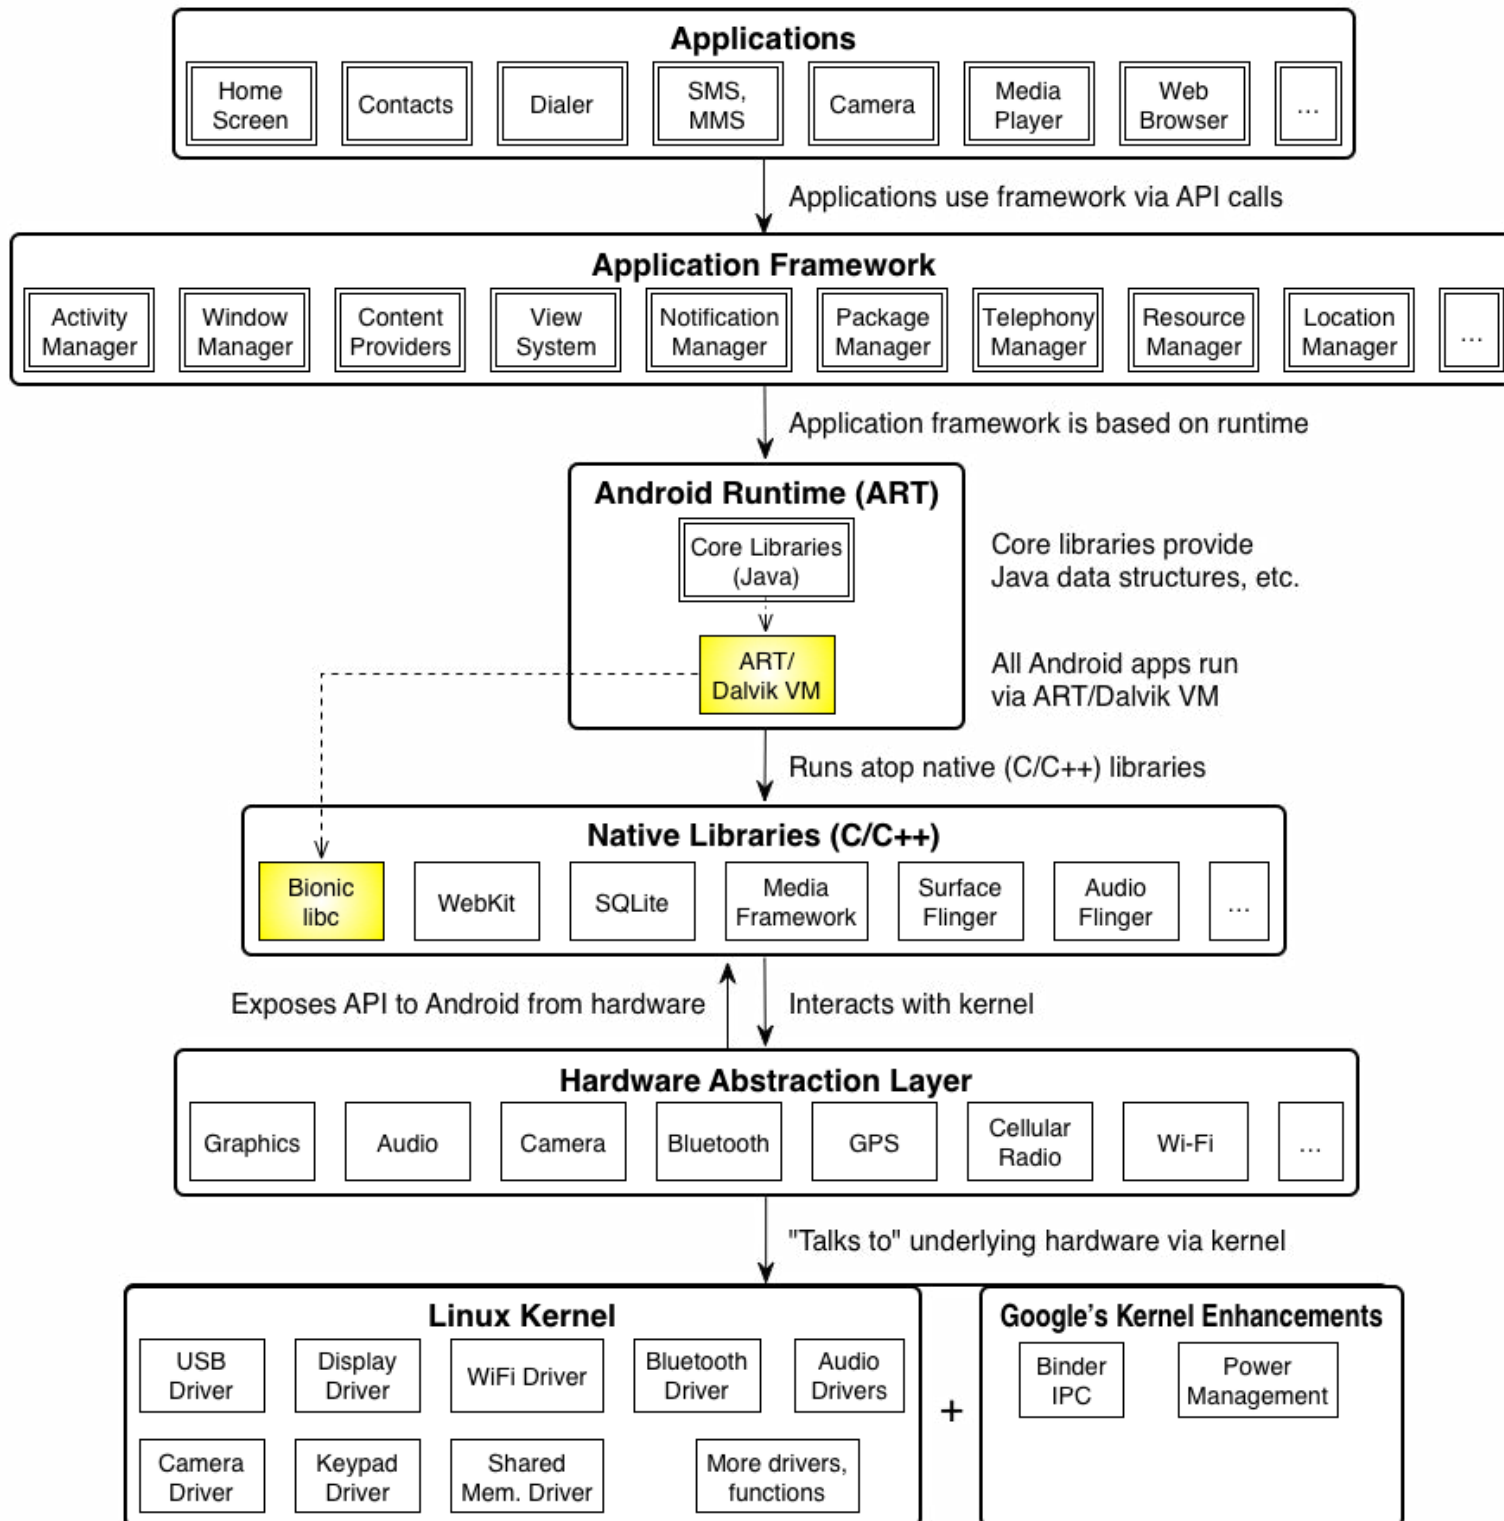 Applications
Home
Screen
Contacts
Dialer
SMS,
MMS
Camera
Media
Player
Web
Browser
...
Applications use framework via API calls
Application Framework
Activity
Manager
Window
Manager
Content
Providers
View
System
Notification
Manager
Package
Manager
Telephony
Manager
Resource
Manager
Location
Manager
...
Application framework is based on runtime
Android Runtime (ART)
Core Libraries
(Java)
Core libraries provide
Java data structures, etc.
ART/
Dalvik VM
All Android apps run
via ART/Dalvik VM
Runs atop native (C/C++) libraries
Native Libraries (C/C++)
Bionic
libc
WebKit
SQLite
Media
Framework
Surface
Flinger
Audio
Flinger
...
Exposes API to Android from hardware
Interacts with kernel
Hardware Abstraction Layer
Graphics
Audio
Camera
Bluetooth
GPS
Cellular
Radio
Wi-Fi
...
"Talks to" underlying hardware via kernel
Linux Kernel
USB
Driver
Display
Driver
WiFi Driver
Bluetooth
Driver
Audio
Drivers
Camera
Driver
Keypad
Driver
Shared
Mem. Driver
More drivers,
functions
+
Google's Kernel Enhancements
Binder
IPC
Power
Management